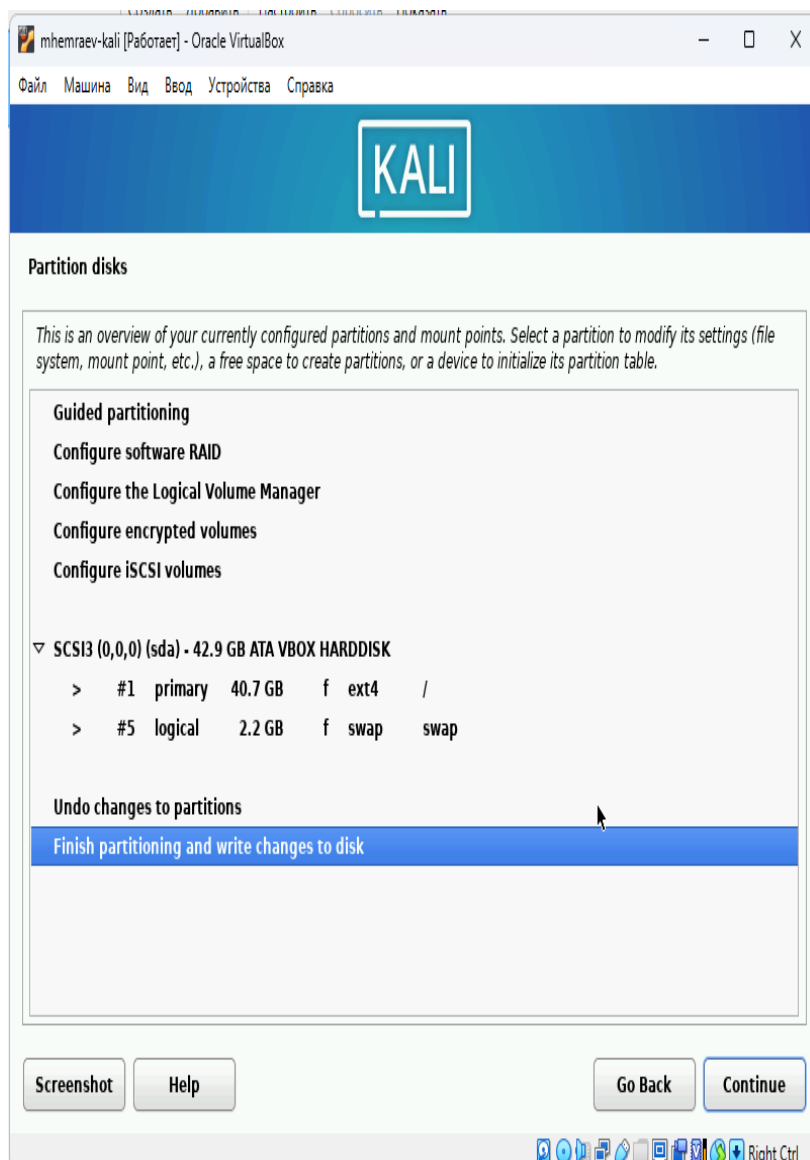 Создать Добавить Настроить Сбросить Показать
mhemraev-kali [Работает] - Oracle VirtualBox
Файл Машина Вид Ввод Устройства Справка
KALI
Partition disks
This is an overview of your currently configured partitions and mount points. Select a partition to modify its settings (file
system, mount point, etc.), a free space to create partitions, or a device to initialize its partition table.
Guided partitioning
Configure software RAID
Configure the Logical Volume Manager
Configure encrypted volumes
Configure iSCSI volumes
SCSI3 (0,0,0) (sda) - 42.9 GB ATA VBOX HARDDISK
> #1 primary 40.7 GB f ext4 /
> #5 logical 2.2 GB f swap swap
Undo changes to partitions
Finish partitioning and write changes to disk
Screenshot Help Go Back Continue
Right Ctrl